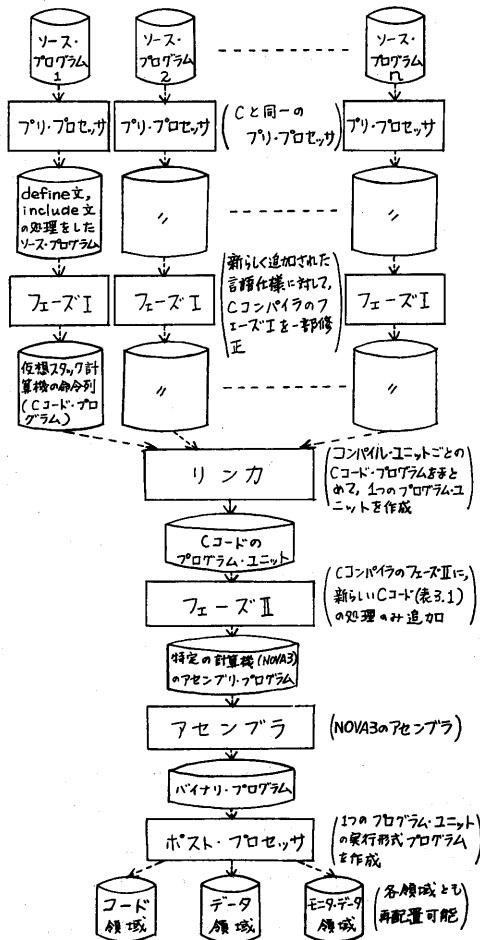 ソース・
プログラム
1
ソース・
プログラム
2
ソース・
プログラム
n
プリ・プロセッサ
プリ・プロセッサ
(Cと同一の
プリ・プロセッサ)
プリ・プロセッサ
define文,
include文
の処理をした
ソース・プログラム
〃
〃
フェーズⅠ
フェーズⅠ
(新らしく追加された
言語仕様に対して,
Cコンパイラのフ
ェーズⅠを一部修
正)
フェーズⅠ
仮想スタック計
算機の命令列
(Cコード・プロ
グラム)
〃
〃
リンカ
(コンパイル・ユニットごとの
Cコード・プログラムをまと
めて, 1つのプログラム・ユ
ニットを作成)
Cコードの
プログラム・ユニット
フェーズⅡ
(CコンパイラのフェーズⅡに,
新らしいCコード(表3.1)
の処理のみ追加)
特定の計算機(NOVA3)
のアセンブリ・プログラム
アセンブラ
(NOVA3のアセンブラ)
バイナリ・プログラム
ポスト・プロセッサ
(1つのプログラム・ユニット
の実行形式プログラム
を作成)
コード
領域
データ
領域
モニタ・データ
領域
(各領域とも
再配置可能)